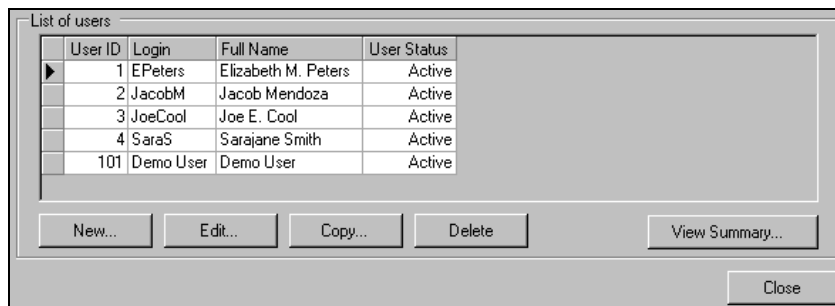 List of users
User ID Login Full Name User Status
1 EPeters Elizabeth M. Peters Active
2 JacobM Jacob Mendoza Active
3 JoeCool Joe E. Cool Active
4 SaraS Sarajane Smith Active
101 Demo User Demo User Active
New... Edit... Copy... Delete View Summary...
Close